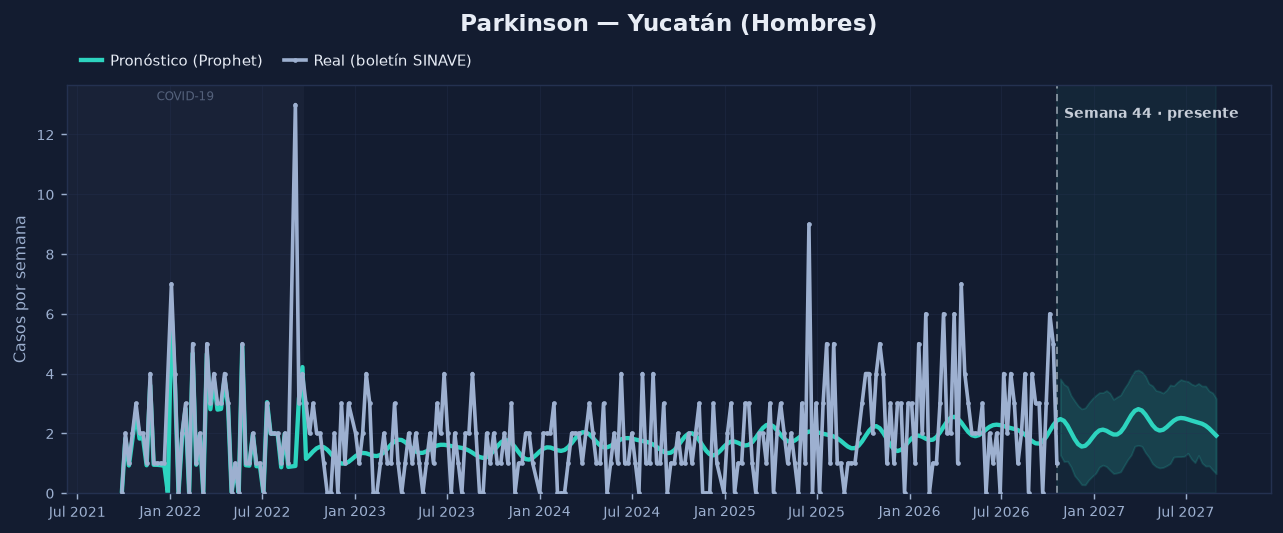 Parkinson — Yucatán (Hombres)
Pronóstico (Prophet)
Real (boletín SINAVE)
COVID-19
Semana 44 · presente
Casos por semana
12
10
8
6
4
2
0
Jul 2021
Jan 2022
Jul 2022
Jan 2023
Jul 2023
Jan 2024
Jul 2024
Jan 2025
Jul 2025
Jan 2026
Jul 2026
Jan 2027
Jul 2027